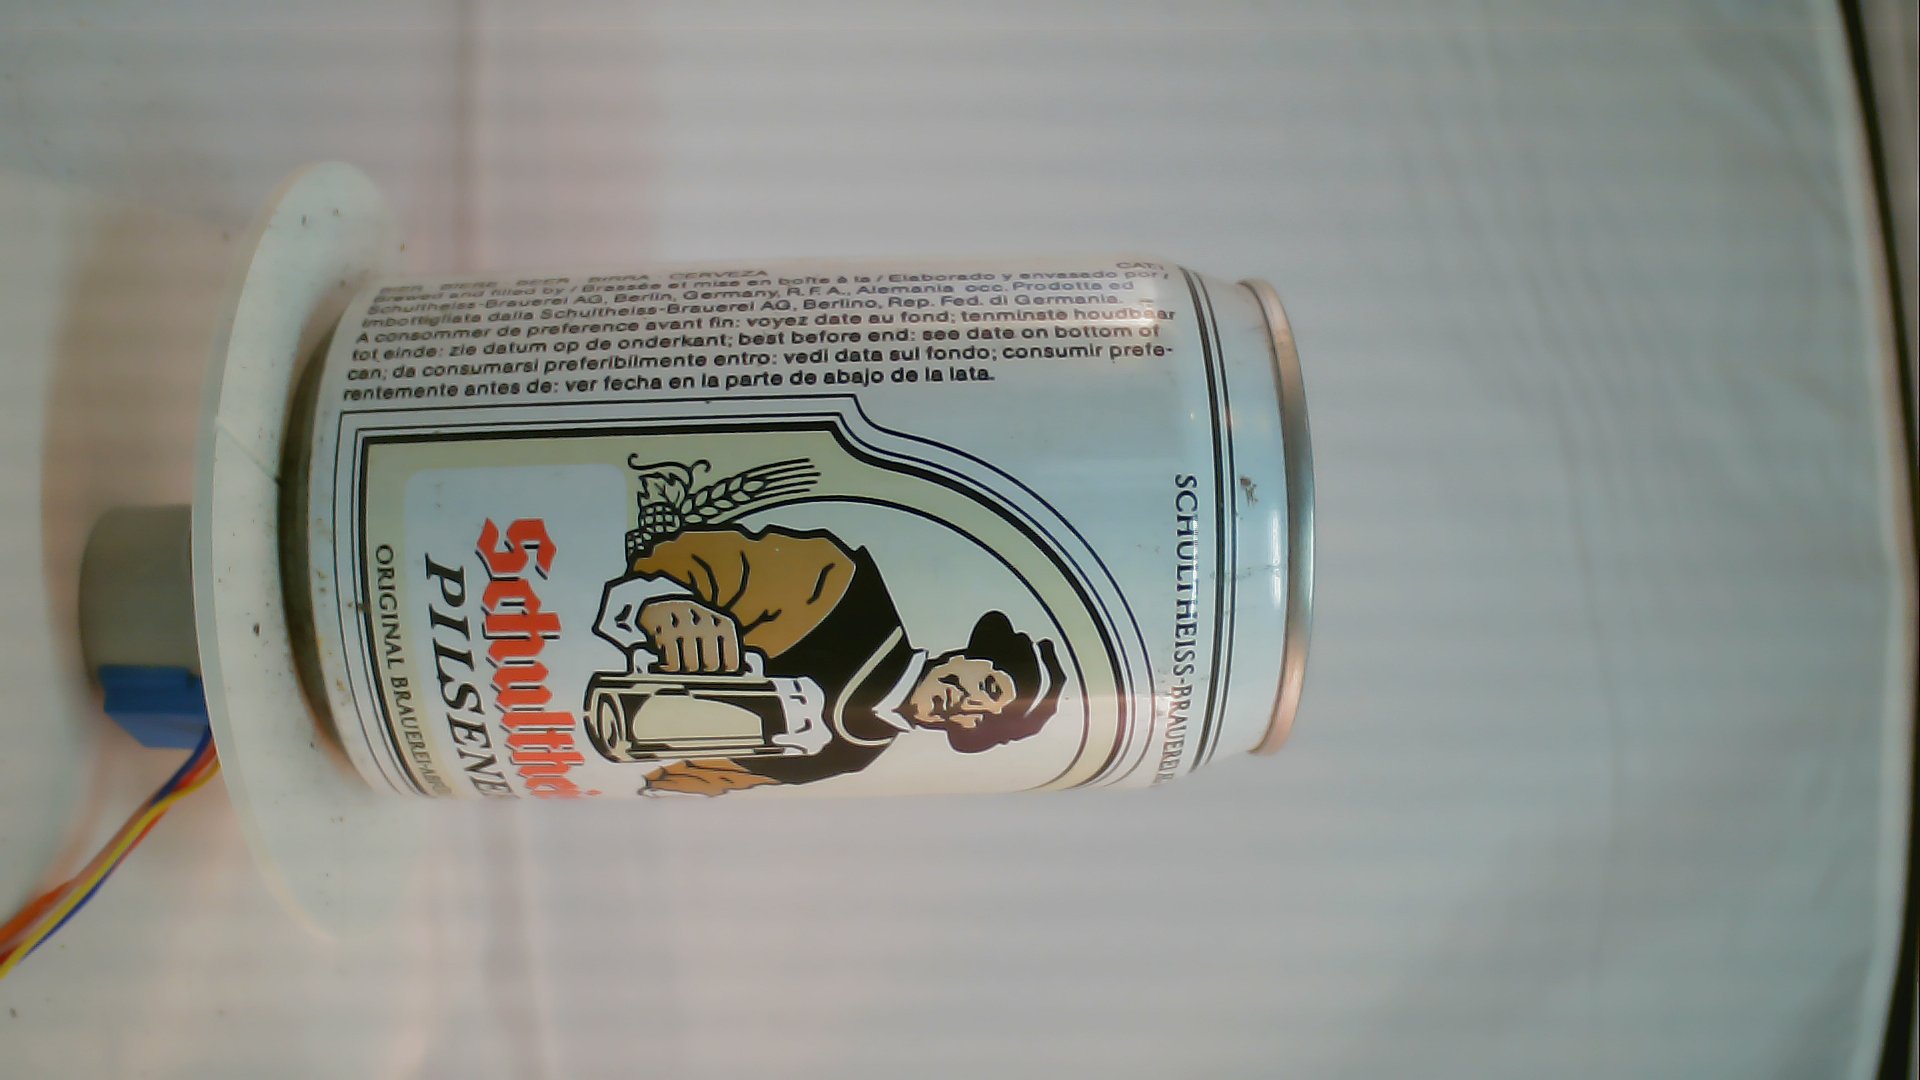 BIER · BIERE · BEER · BIRRA · CERVEZA
Brewed and filled by / Brassée et mise en boîte à la / Elaborado y envasado por /
Schultheiss-Brauerei AG, Berlin, Germany, R.F.A., Alemania occ. Prodotta ed
imbottigliata dalla Schultheiss-Brauerei AG, Berlino, Rep. Fed. di Germania.
A consommer de preference avant fin: voyez date au fond; tenminste houdbaar
tot einde: zie datum op de onderkant; best before end: see date on bottom of
can; da consumarsi preferibilmente entro: vedi data sul fondo; consumir prefe-
rentemente antes de: ver fecha en la parte de abajo de la lata.
SCHULTHEISS-BRAUEREI
Schulthei
PILSENE
ORIGINAL BRAUEREI-ABFÜ